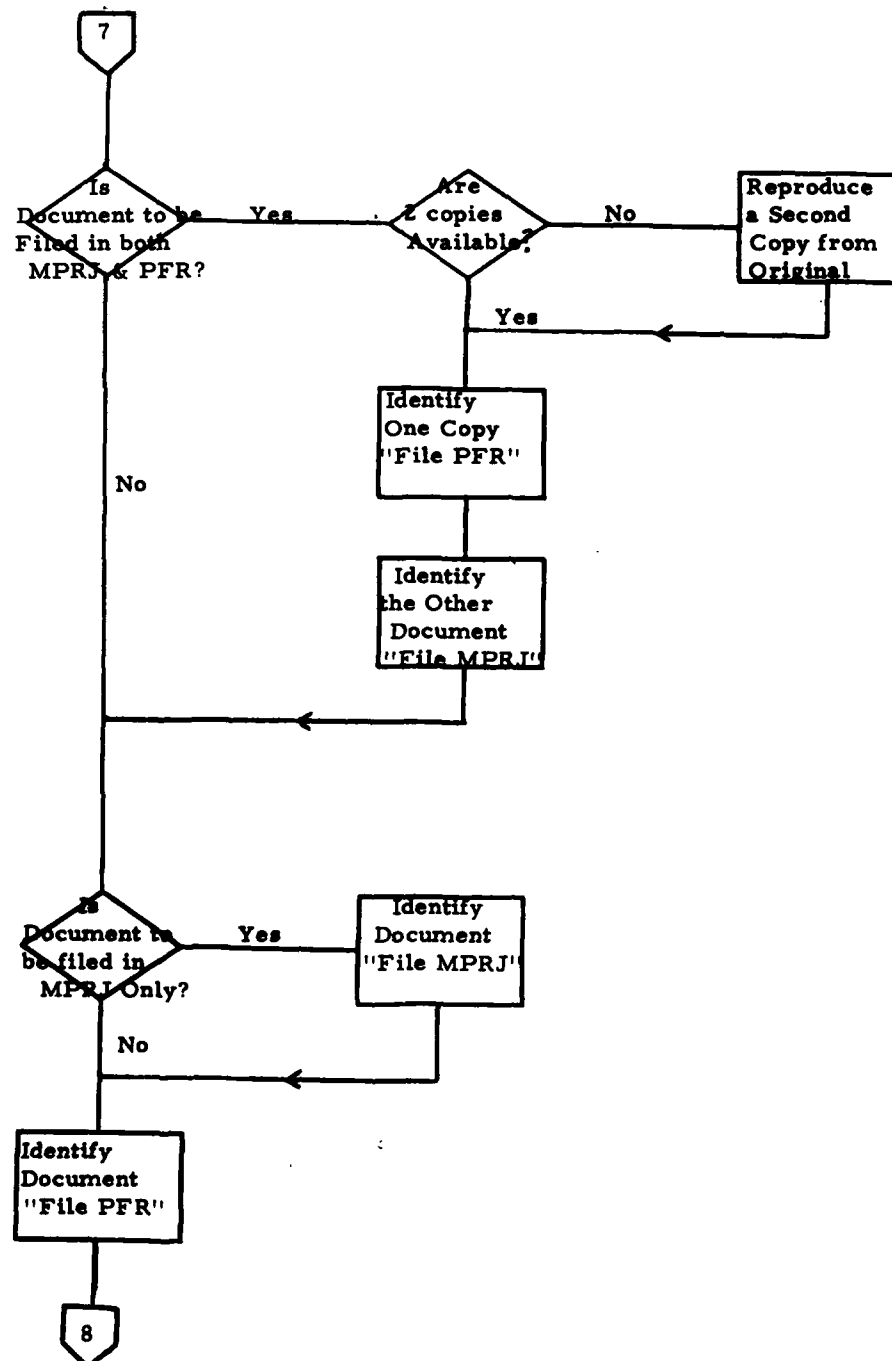 7
Is
Document to be
Filed in both
MPRJ & PFR?
Yes
Are
2 copies
Available?
No
Reproduce
a Second
Copy from
Original
Yes
Identify
One Copy
"File PFR"
No
Identify
the Other
Document
"File MPRJ"
Is
Document to
be filed in
MPRJ Only?
Yes
Identify
Document
"File MPRJ"
No
Identify
Document
"File PFR"
8